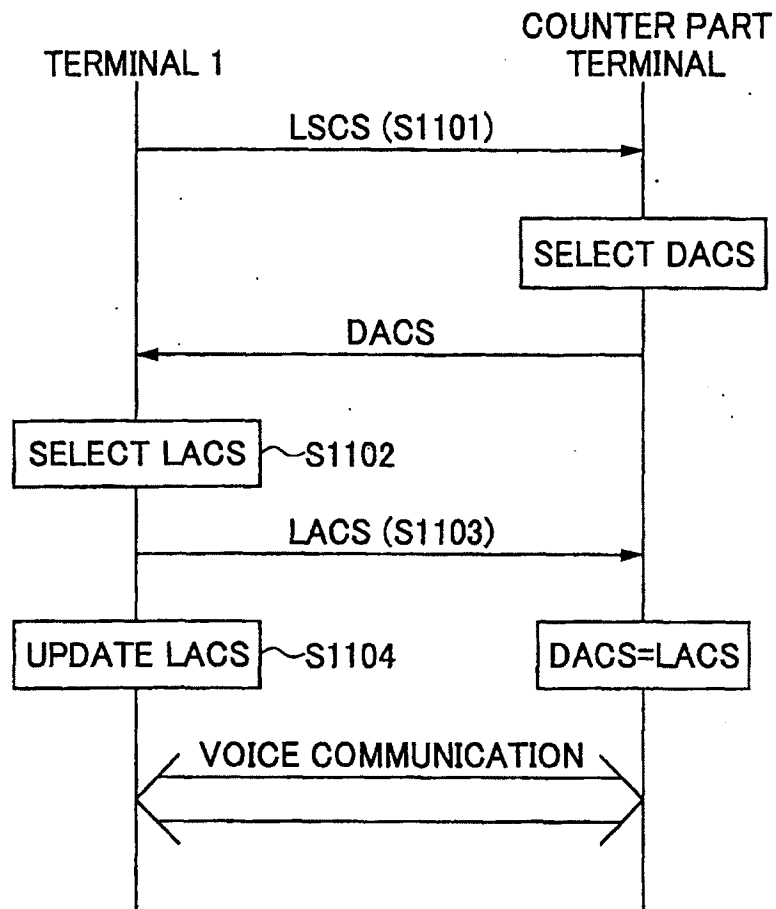 TERMINAL 1
COUNTER PART
TERMINAL
LSCS (S1101)
SELECT DACS
DACS
SELECT LACS
S1102
LACS (S1103)
UPDATE LACS
S1104
DACS=LACS
VOICE COMMUNICATION